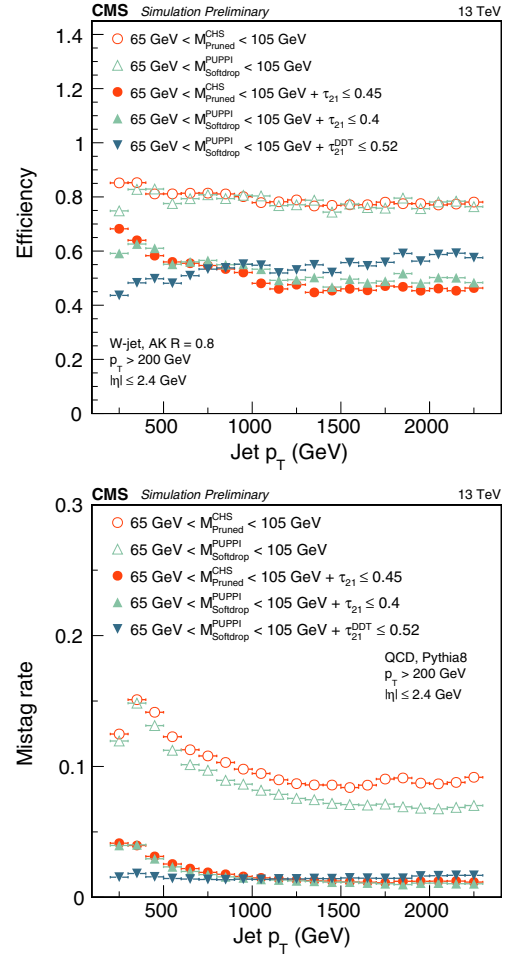 CMS Simulation Preliminary 13 TeV
1.4
65 GeV < M^CHS_Pruned < 105 GeV
65 GeV < M^PUPPI_Softdrop < 105 GeV
1.2
65 GeV < M^CHS_Pruned < 105 GeV + τ_21 ≤ 0.45
65 GeV < M^PUPPI_Softdrop < 105 GeV + τ_21 ≤ 0.4
1
65 GeV < M^PUPPI_Softdrop < 105 GeV + τ^DDT_21 ≤ 0.52
0.8
Efficiency
0.6
0.4
W-jet, AK R = 0.8
0.2
p_T > 200 GeV
|η| ≤ 2.4 GeV
0
500 1000 1500 2000
Jet p_T (GeV)
CMS Simulation Preliminary 13 TeV
0.3
65 GeV < M^CHS_Pruned < 105 GeV
65 GeV < M^PUPPI_Softdrop < 105 GeV
65 GeV < M^CHS_Pruned < 105 GeV + τ_21 ≤ 0.45
65 GeV < M^PUPPI_Softdrop < 105 GeV + τ_21 ≤ 0.4
65 GeV < M^PUPPI_Softdrop < 105 GeV + τ^DDT_21 ≤ 0.52
0.2
QCD, Pythia8
p_T > 200 GeV
|η| ≤ 2.4 GeV
Mistag rate
0.1
0
500 1000 1500 2000
Jet p_T (GeV)